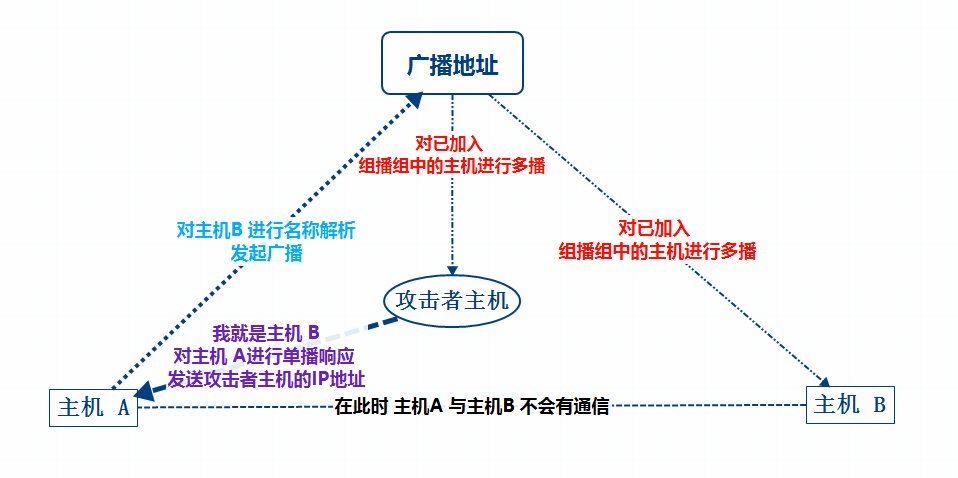 广播地址
对已加入
组播组中的主机进行多播
对主机B 进行名称解析
发起广播
对已加入
组播组中的主机进行多播
攻击者主机
我就是主机 B
对主机 A进行单播响应
发送攻击者主机的IP地址
主机 A
在此时 主机A 与主机B 不会有通信
主机 B